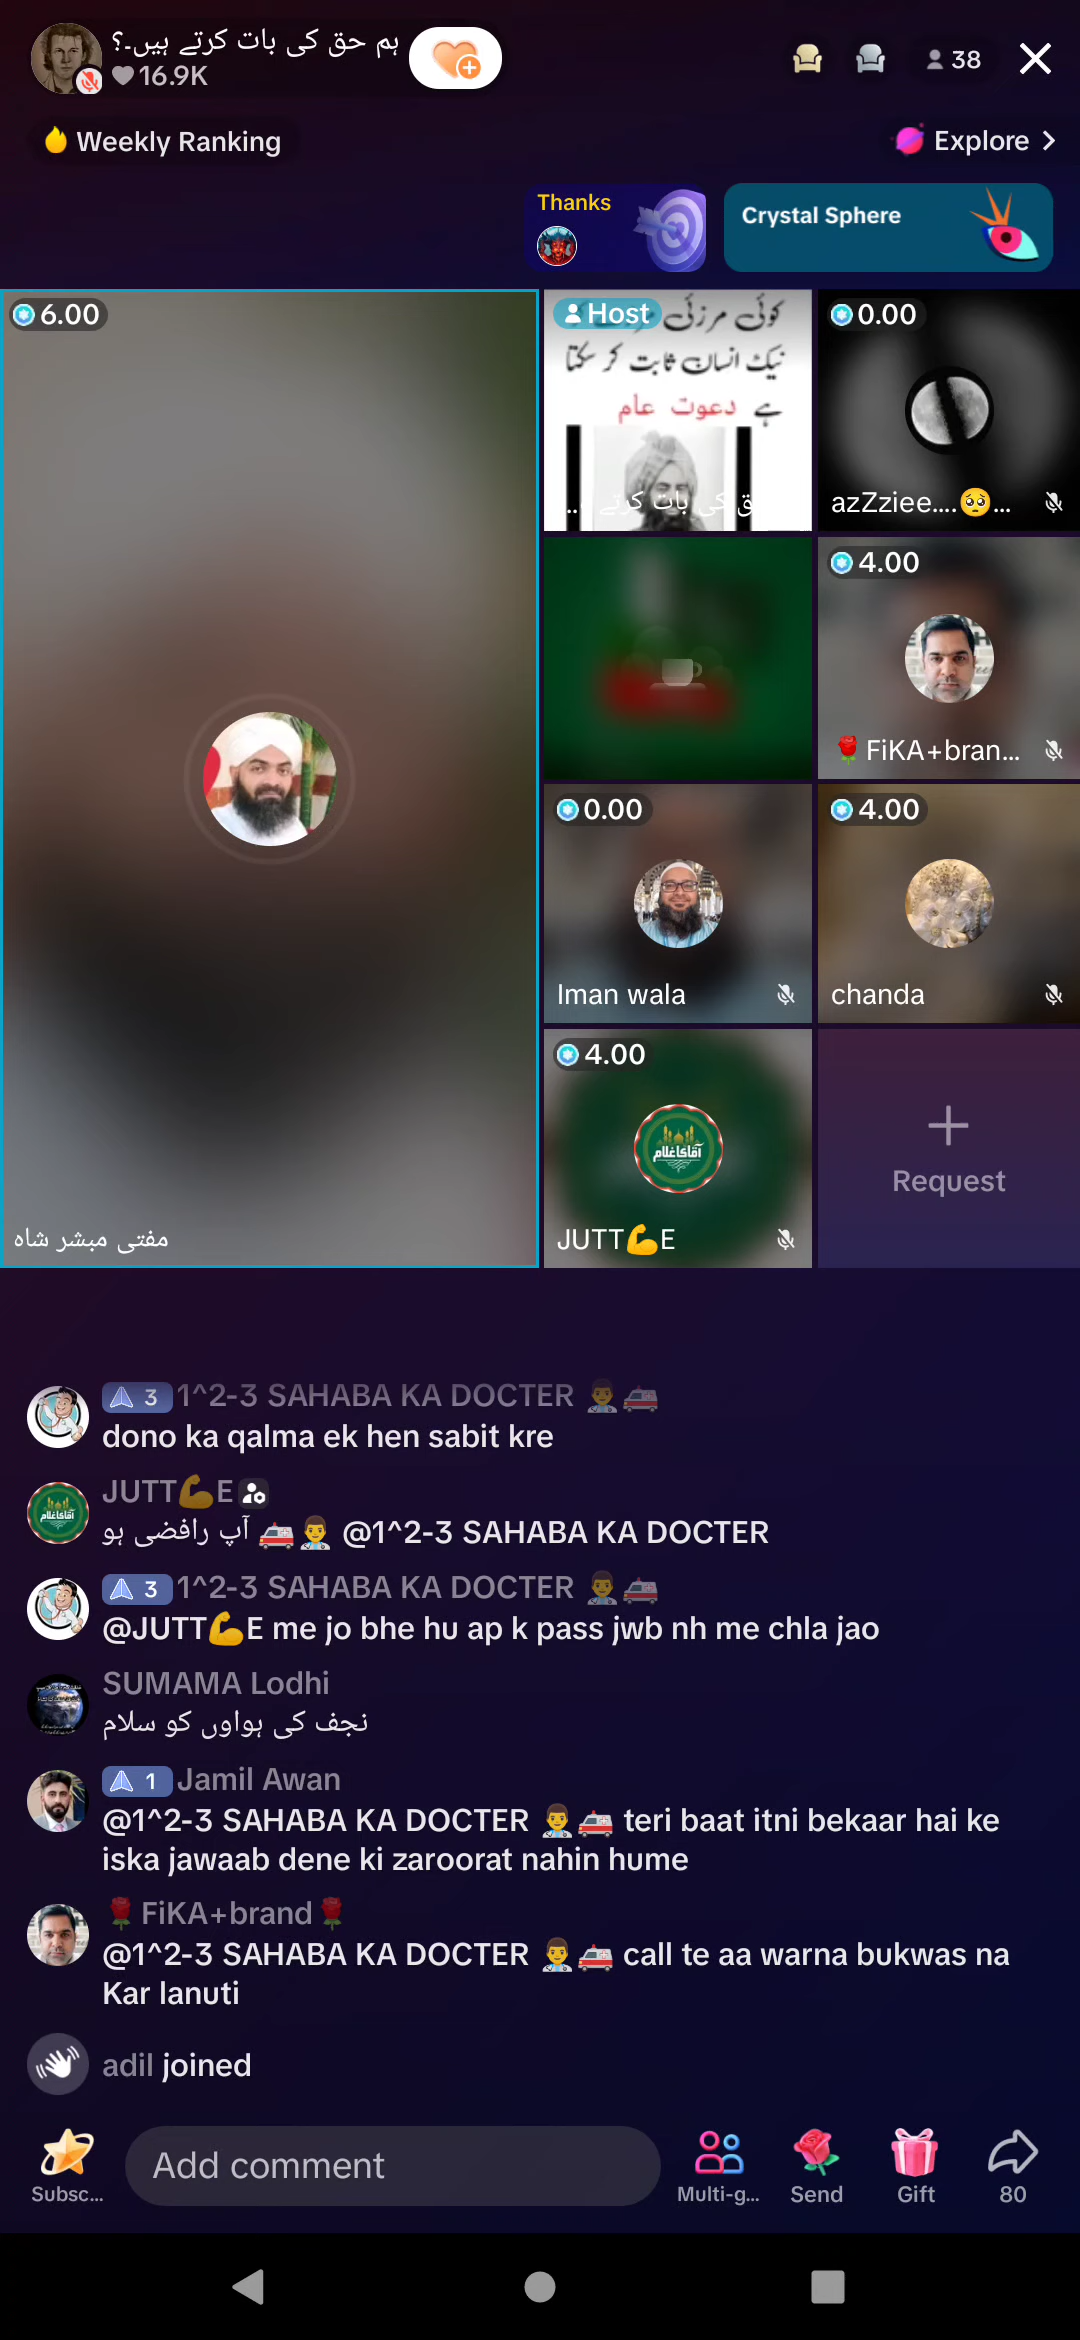 ہم حق کی بات کرتے ہیں۔؟
16.9K
38
Weekly Ranking
Explore
Thanks
Crystal Sphere
6.00
مفتی مبشر شاہ
Host
کوئی مرزئی
نیک انسان ثابت کر سکتا
ہے دعوت عام
کی بات کرتے ..
0.00
azZziee....🥺...
4.00
🌹FiKA+bran...
0.00
Iman wala
4.00
chanda
4.00
آقا کا غلام
JUTT💪E
Request
3 1^2-3 SAHABA KA DOCTER 👨‍⚕️🚑
dono ka qalma ek hen sabit kre
JUTT💪E
@1^2-3 SAHABA KA DOCTER 👨‍⚕️🚑 آپ رافضی ہو
3 1^2-3 SAHABA KA DOCTER 👨‍⚕️🚑
@JUTT💪E me jo bhe hu ap k pass jwb nh me chla jao
SUMAMA Lodhi
نجف کی ہواوں کو سلام
1 Jamil Awan
@1^2-3 SAHABA KA DOCTER 👨‍⚕️🚑 teri baat itni bekaar hai ke
iska jawaab dene ki zaroorat nahin hume
🌹FiKA+brand🌹
@1^2-3 SAHABA KA DOCTER 👨‍⚕️🚑 call te aa warna bukwas na
Kar lanuti
adil joined
Subsc...
Add comment
Multi-g...
Send
Gift
80